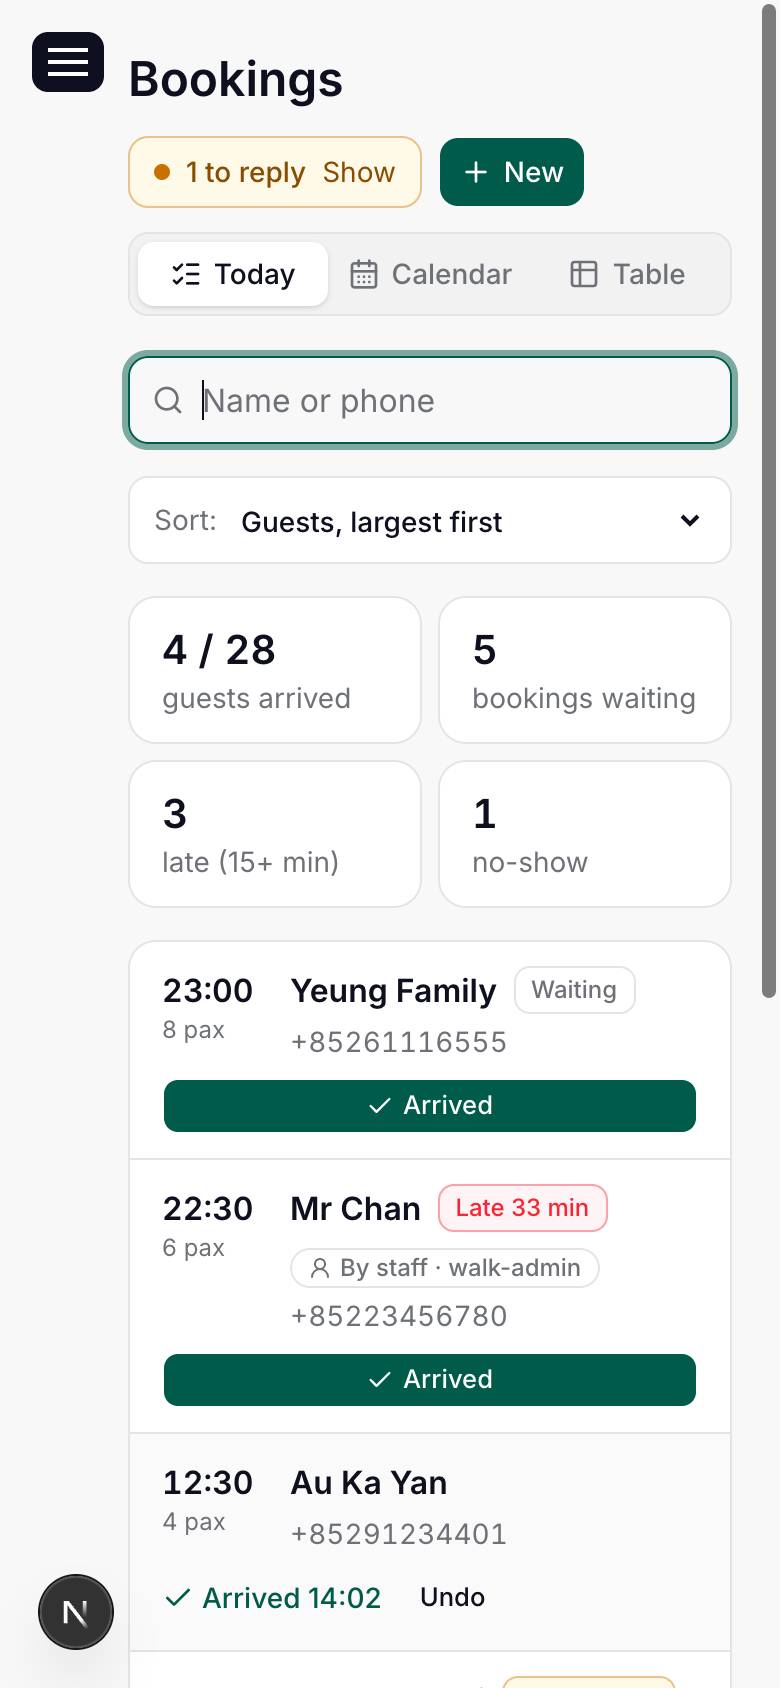 Bookings
1 to reply Show
New
Today
Calendar
Table
Name or phone
Sort: Guests, largest first
4 / 28
guests arrived
5
bookings waiting
3
late (15+ min)
1
no-show
23:00 Yeung Family Waiting
8 pax
+85261116555
Arrived
22:30 Mr Chan Late 33 min
6 pax
By staff · walk-admin
+85223456780
Arrived
12:30 Au Ka Yan
4 pax
+85291234401
Arrived 14:02 Undo
N